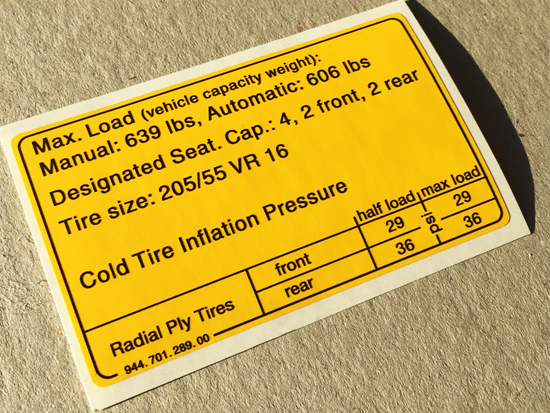 Max. Load (vehicle capacity weight):
Manual: 639 lbs, Automatic: 606 lbs
Designated Seat. Cap.: 4, 2 front, 2 rear
Tire size: 205/55 VR 16
Cold Tire Inflation Pressure
half load psi max load
Radial Ply Tires
front 29 29
rear 36 36
944.701.289.00